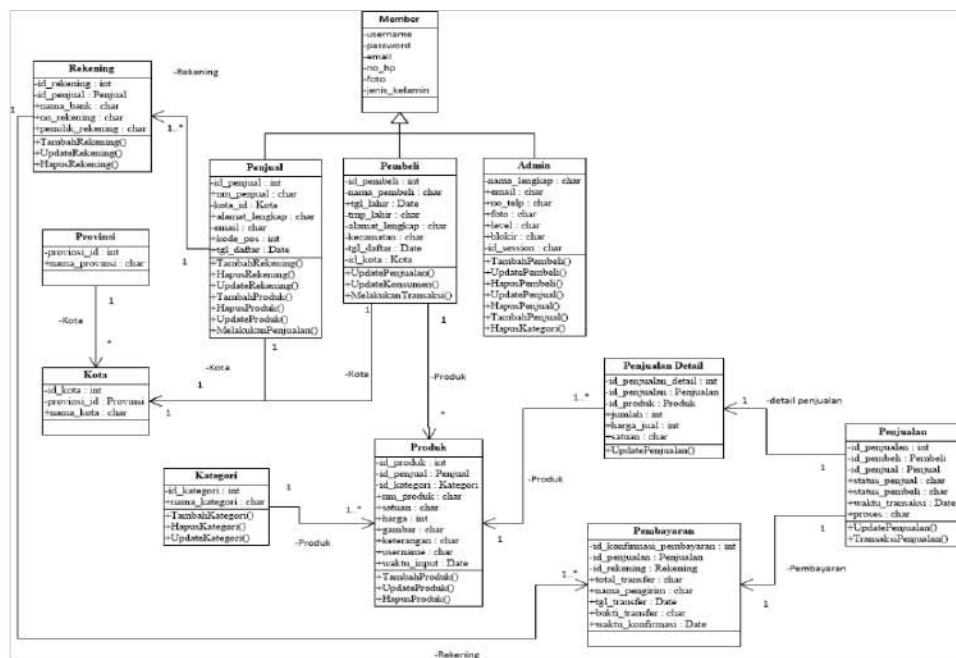 Member
-username
-password
-email
-no_hp
-foto
-jenis_kelamin
Rekening
-id_rekening : int
-id_penjual : Penjual
+nama_bank : char
+no_rekening : char
+pemilik_rekening : char
+TambahRekening()
+UpdateRekening()
+HapusRekening()
-Rekening
1
1..*
1
Penjual
-id_penjual : int
+nm_penjual : char
-kota_id : Kota
+alamat_lengkap : char
-email : char
+kode_pos : int
+tgl_daftar : Date
+TambahRekening()
+HapusRekening()
+UpdateRekening()
+TambahProduk()
+HapusProduk()
+UpdateProduk()
+MelakukanPenjualan()
Pembeli
-id_pembeli : int
-nama_pembeli : char
+tgl_lahir : Date
-tmp_lahir : char
-alamat_lengkap : char
-kecamatan : char
-tgl_daftar : Date
-id_kota : Kota
+UpdatePenjualan()
+UpdateKonsumen()
+MelakukanTransaksi()
Admin
-nama_lengkap : char
+email : char
+no_telp : char
+foto : char
+level : char
+blokir : char
-id_session : char
+TambahPembeli()
+UpdatePembeli()
+HapusPembeli()
+UpdatePenjual()
+HapusPenjual()
+TambahPenjual()
+HapusKategori()
Provinsi
-provinsi_id : int
+nama_provinsi : char
1
-Kota
*
Kota
-id_kota : int
-provinsi_id : Provinsi
+nama_kota : char
1
-Kota
1
1
-Kota
1
1
-Produk
*
Kategori
-id_kategori : int
+nama_kategori : char
+TambahKategori()
+HapusKategori()
+UpdateKategori()
1
1..*
-Produk
Produk
-id_produk : int
-id_penjual : Penjual
-id_kategori : Kategori
+nm_produk : char
+satuan : char
+harga : int
+gambar : char
+keterangan : char
+username : char
+waktu_input : Date
+TambahProduk()
+UpdateProduk()
+HapusProduk()
Penjualan Detail
-id_penjualan_detail : int
-id_penjualan : Penjualan
-id_produk : Produk
+jumlah : int
+harga_jual : int
+satuan : char
+UpdatePenjualan()
1..*
-Produk
1
1
-detail penjualan
1
Penjualan
-id_penjualan : int
-id_pembeli : Pembeli
-id_penjual : Penjual
+status_penjual : char
+status_pembeli : char
+waktu_transaksi : Date
+proses : char
+UpdatePenjualan()
+TransaksiPenjualan()
1
-Pembayaran
1
Pembayaran
-id_konfirmasi_pembayaran : int
-id_penjualan : Penjualan
-id_rekening : Rekening
+total_transfer : char
+nama_pengirim : char
+tgl_transfer : Date
+bukti_transfer : char
+waktu_konfirmasi : Date
1..*
-Rekening